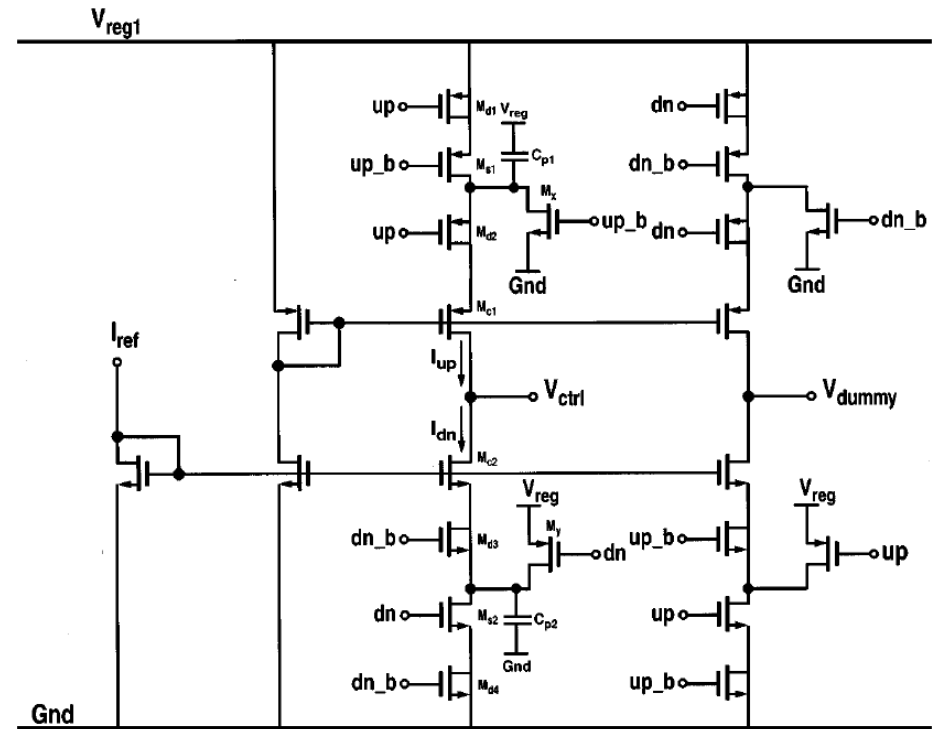 Vreg1
up
Md1
Vreg
dn
up_b
Ms1
Cp1
dn_b
Mx
up
Md2
up_b
dn
dn_b
Gnd
Gnd
Mc1
Iref
Iup
Vctrl
Vdummy
Idn
Mc2
Vreg
Vreg
dn_b
Md3
My
dn
up_b
up
dn
Ms2
Cp2
up
Gnd
dn_b
Md4
up_b
Gnd